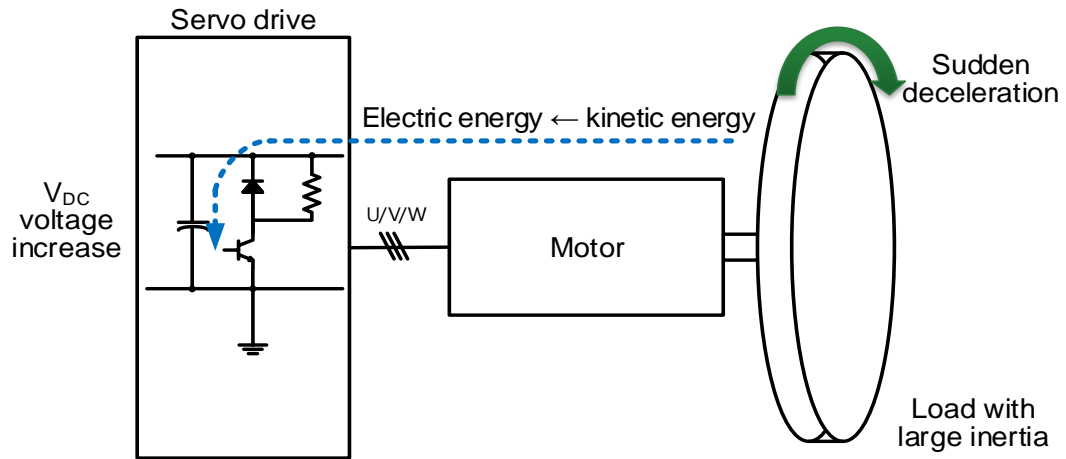 Servo drive
Sudden
deceleration
Electric energy ← kinetic energy
VDC
voltage
increase
U/V/W
Motor
Load with
large inertia